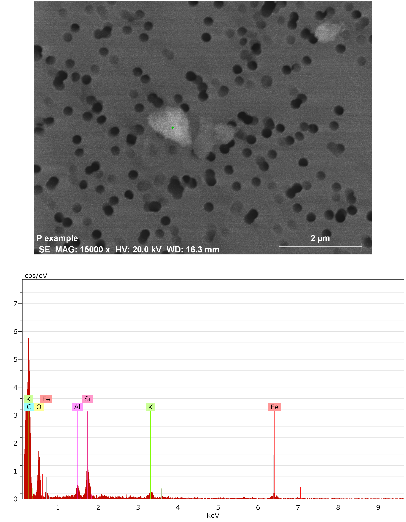 P example
SE MAG: 15000 x HV: 20.0 kV WD: 16.3 mm
2 µm
cps/eV
7
6
5
4
K Fe Si
C O Al K Fe
3
2
1
0
1 2 3 4 5 6 7 8 9
keV